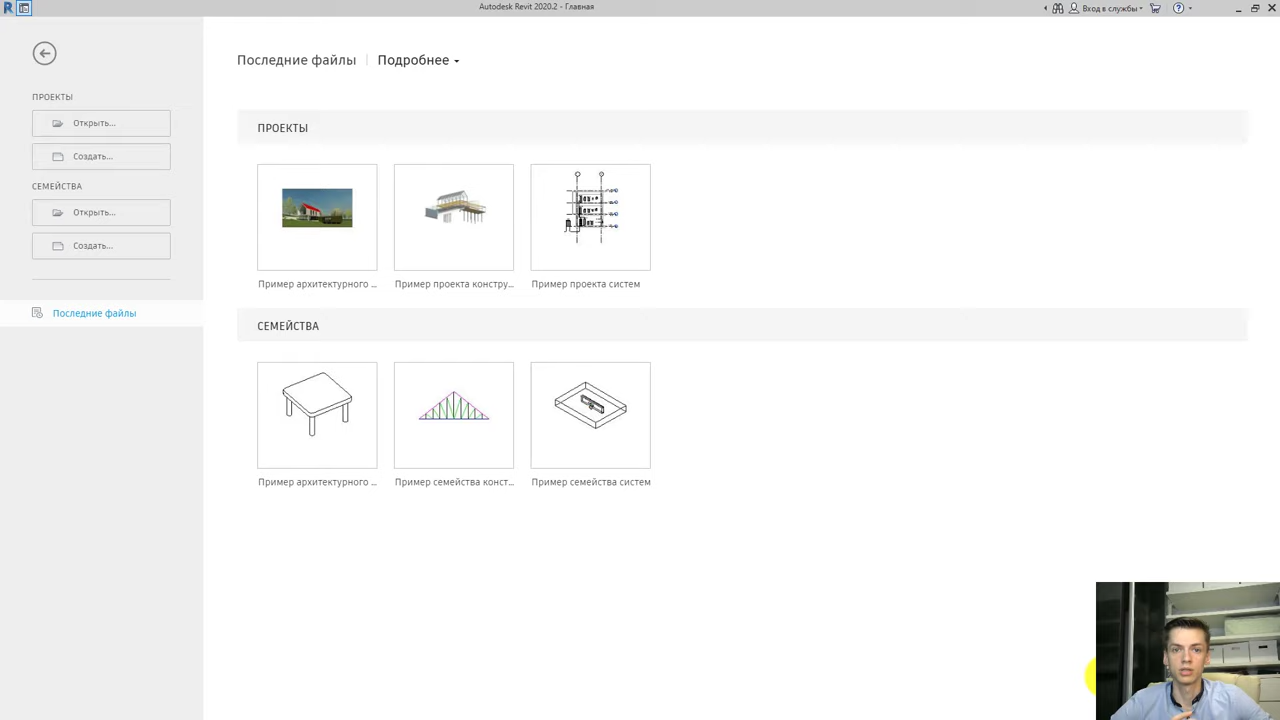 Autodesk Revit 2020.2 - Главная
Вход в службы
Последние файлы
Подробнее
ПРОЕКТЫ
Открыть...
Создать...
СЕМЕЙСТВА
Открыть...
Создать...
Последние файлы
ПРОЕКТЫ
Пример архитектурного ...
Пример проекта констру...
Пример проекта систем
СЕМЕЙСТВА
Пример архитектурного ...
Пример семейства конст...
Пример семейства систем